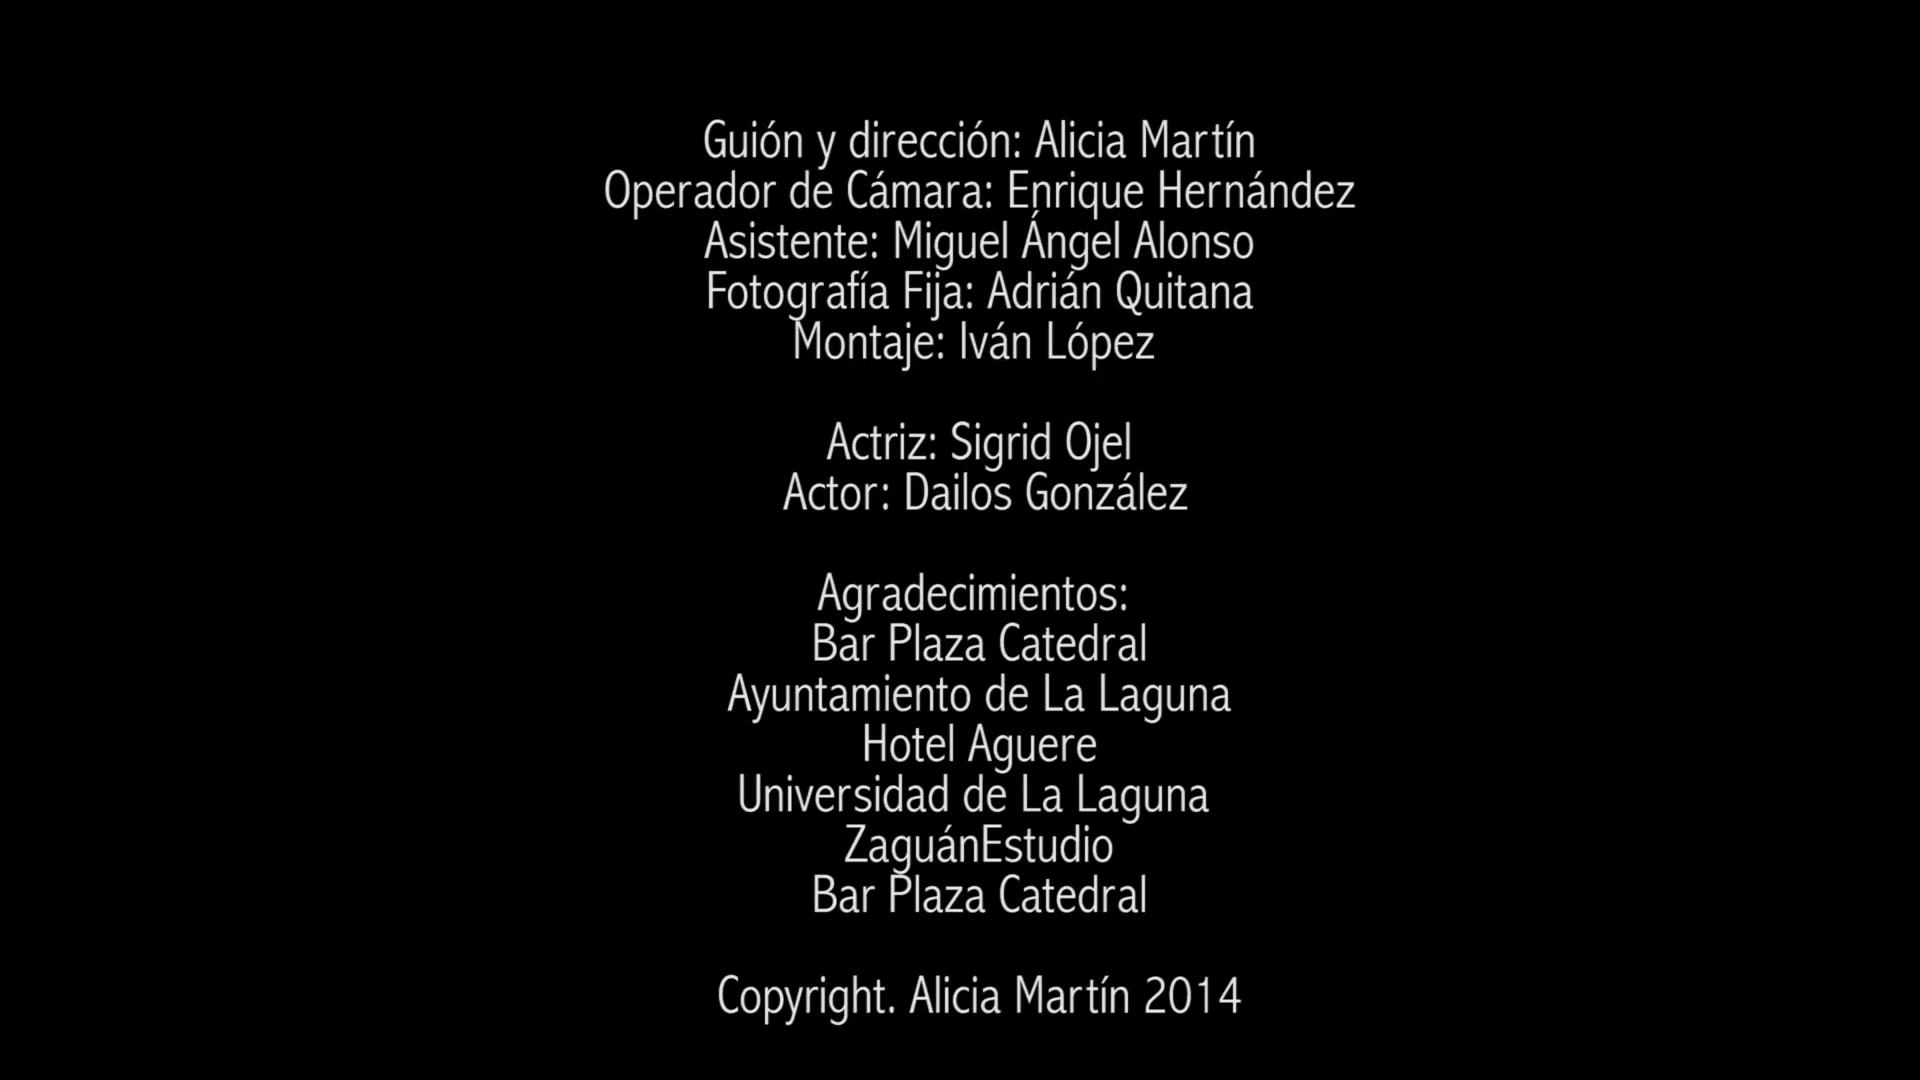 Guión y dirección: Alicia Martín
Operador de Cámara: Enrique Hernández
Asistente: Miguel Ángel Alonso
Fotografía Fija: Adrián Quitana
Montaje: Iván López
Actriz: Sigrid Ojel
Actor: Dailos González
Agradecimientos:
Bar Plaza Catedral
Ayuntamiento de La Laguna
Hotel Aguere
Universidad de La Laguna
ZaguánEstudio
Bar Plaza Catedral
Copyright. Alicia Martín 2014